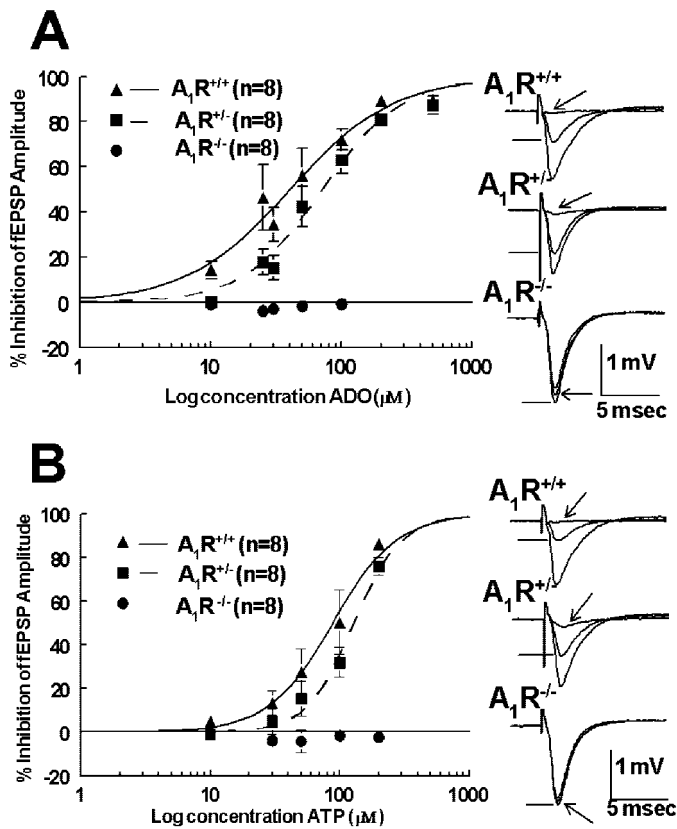 A
% Inhibition of fEPSP Amplitude
100
80
60
40
20
0
-20
A1R+/+ (n=8)
A1R+/- (n=8)
A1R-/- (n=8)
1
10
100
1000
Log concentration ADO (µM)
A1R+/+
A1R+/-
A1R-/-
1 mV
5 msec
B
% Inhibition of fEPSP Amplitude
100
80
60
40
20
0
-20
A1R+/+ (n=8)
A1R+/- (n=8)
A1R-/- (n=8)
1
10
100
1000
Log concentration ATP (µM)
A1R+/+
A1R+/-
A1R-/-
1 mV
5 msec